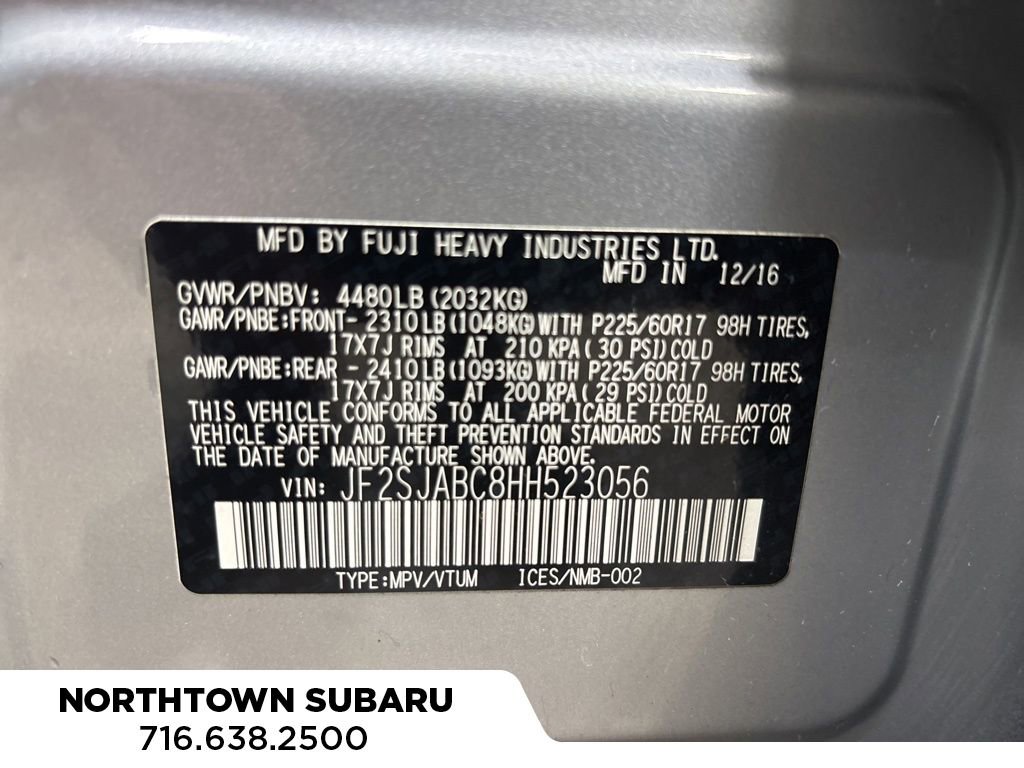 MFD BY FUJI HEAVY INDUSTRIES LTD.
MFD IN 12/16
GVWR/PNBV: 4480LB (2032KG)
GAWR/PNBE:FRONT- 2310LB (1048KG) WITH P225/60R17 98H TIRES,
17X7J RIMS AT 210 KPA (30 PSI) COLD
GAWR/PNBE:REAR - 2410LB (1093KG) WITH P225/60R17 98H TIRES,
17X7J RIMS AT 200 KPA (29 PSI) COLD
THIS VEHICLE CONFORMS TO ALL APPLICABLE FEDERAL MOTOR
VEHICLE SAFETY AND THEFT PREVENTION STANDARDS IN EFFECT ON
THE DATE OF MANUFACTURE SHOWN ABOVE.
VIN: JF2SJABC8HH523056
TYPE:MPV/VTUM ICES/NMB-002
NORTHTOWN SUBARU
716.638.2500